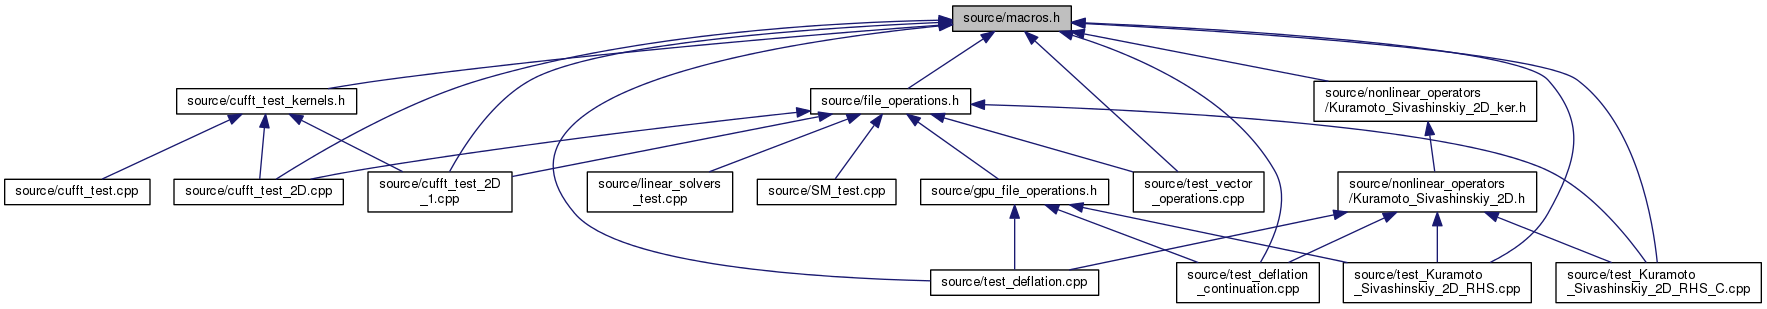 source/macros.h
source/cufft_test_kernels.h
source/file_operations.h
source/nonlinear_operators
/Kuramoto_Sivashinskiy_2D_ker.h
source/cufft_test.cpp
source/cufft_test_2D.cpp
source/cufft_test_2D
_1.cpp
source/linear_solvers
_test.cpp
source/SM_test.cpp
source/gpu_file_operations.h
source/test_vector
_operations.cpp
source/nonlinear_operators
/Kuramoto_Sivashinskiy_2D.h
source/test_deflation.cpp
source/test_deflation
_continuation.cpp
source/test_Kuramoto
_Sivashinskiy_2D_RHS.cpp
source/test_Kuramoto
_Sivashinskiy_2D_RHS_C.cpp